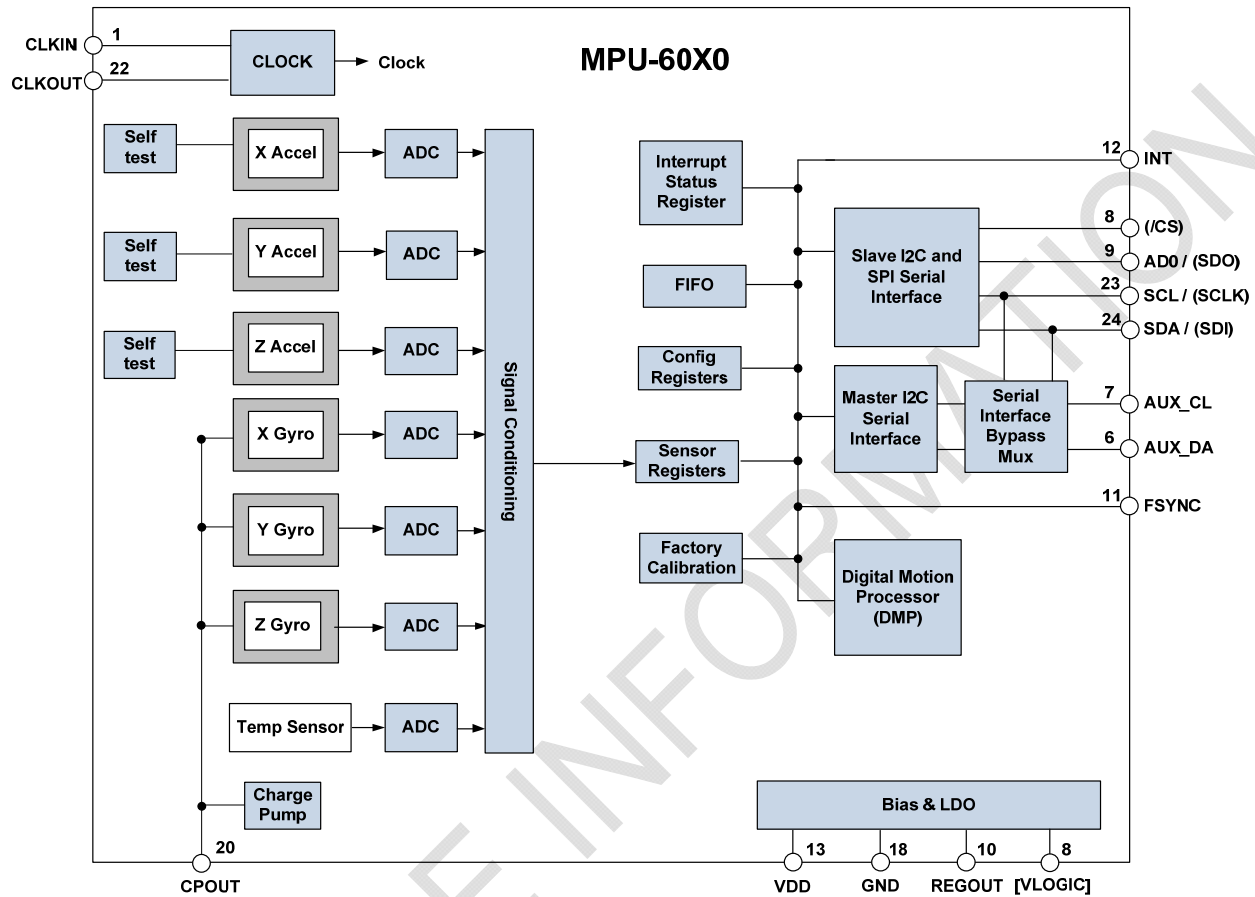 MPU-60X0
CLKIN
1
CLKOUT
22
CLOCK
Clock
Self
test
X Accel
ADC
Self
test
Y Accel
ADC
Self
test
Z Accel
ADC
X Gyro
ADC
Y Gyro
ADC
Z Gyro
ADC
Temp Sensor
ADC
Signal Conditioning
Charge
Pump
20
CPOUT
Interrupt
Status
Register
FIFO
Config
Registers
Sensor
Registers
Factory
Calibration
Slave I2C and
SPI Serial
Interface
Master I2C
Serial
Interface
Serial
Interface
Bypass
Mux
Digital Motion
Processor
(DMP)
12
INT
8
(/CS)
9
AD0 / (SDO)
23
SCL / (SCLK)
24
SDA / (SDI)
7
AUX_CL
6
AUX_DA
11
FSYNC
Bias & LDO
13
VDD
18
GND
10
REGOUT
8
[VLOGIC]
E INFORMATION